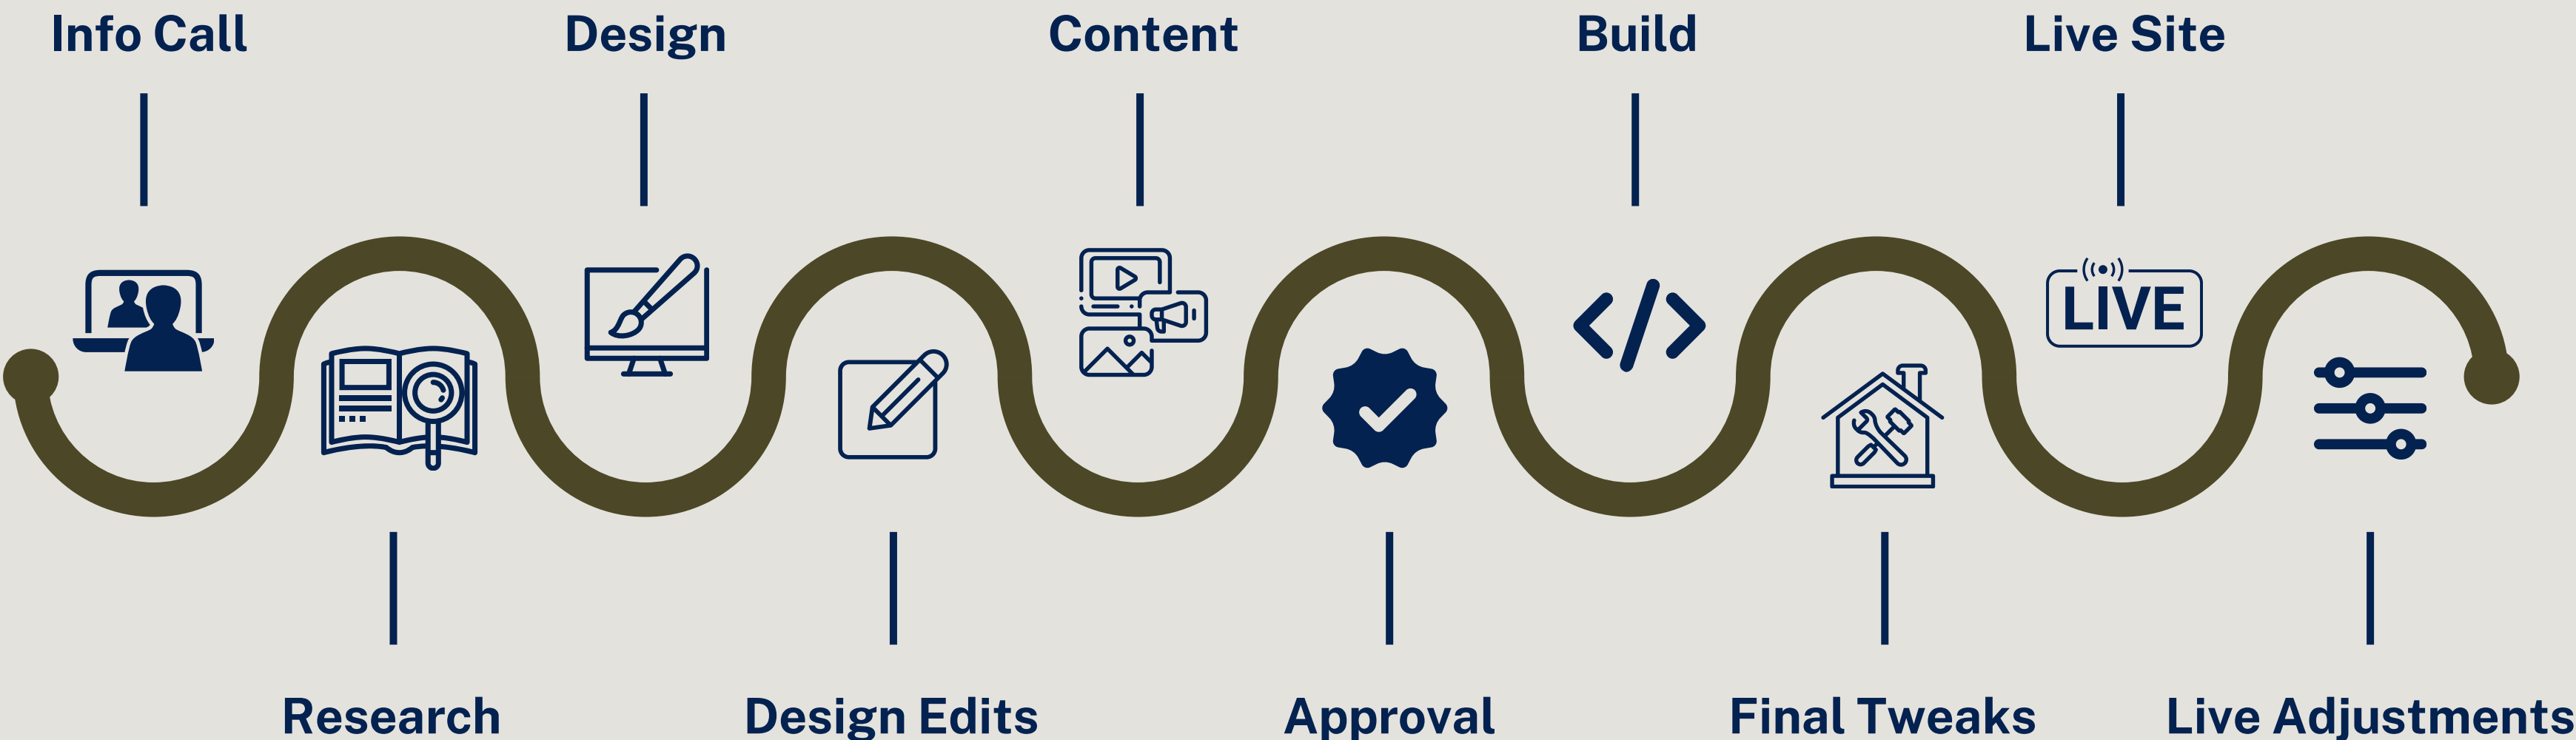 Info Call
Design
Content
Build
Live Site
LIVE
Research
Design Edits
Approval
Final Tweaks
Live Adjustments